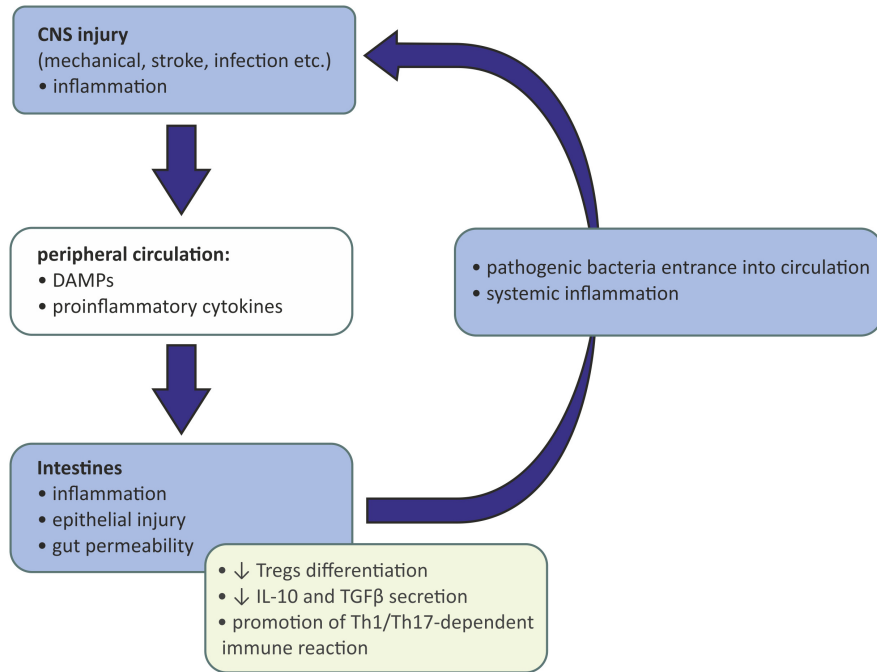 CNS injury
(mechanical, stroke, infection etc.)
• inflammation
peripheral circulation:
• DAMPs
• proinflammatory cytokines
• pathogenic bacteria entrance into circulation
• systemic inflammation
Intestines
• inflammation
• epithelial injury
• gut permeability
• ↓ Tregs differentiation
• ↓ IL-10 and TGFβ secretion
• promotion of Th1/Th17-dependent
immune reaction